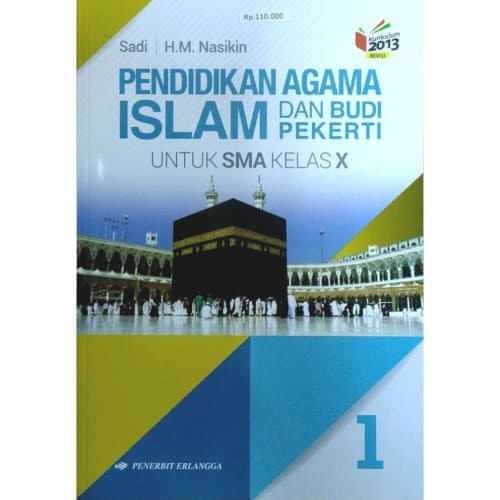 Rp.110.000
Sadi | H.M. Nasikin
Kurikulum
2013
REVISI
PENDIDIKAN AGAMA
ISLAM DAN BUDI
PEKERTI
UNTUK SMA KELAS X
1
PENERBIT ERLANGGA